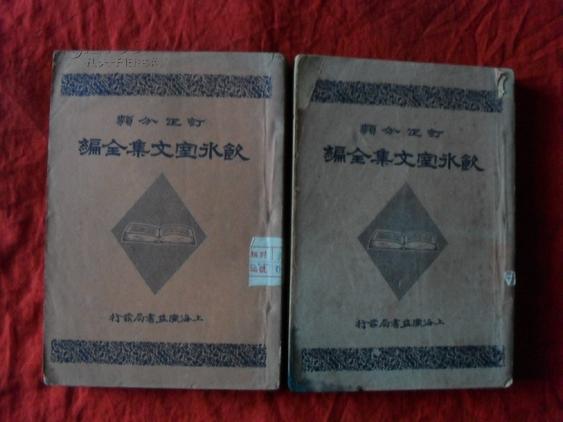 訂正分類
飲氷室文集全編
上海廣益書局發行
訂正分類
飲氷室文集全編
上海廣益書局發行